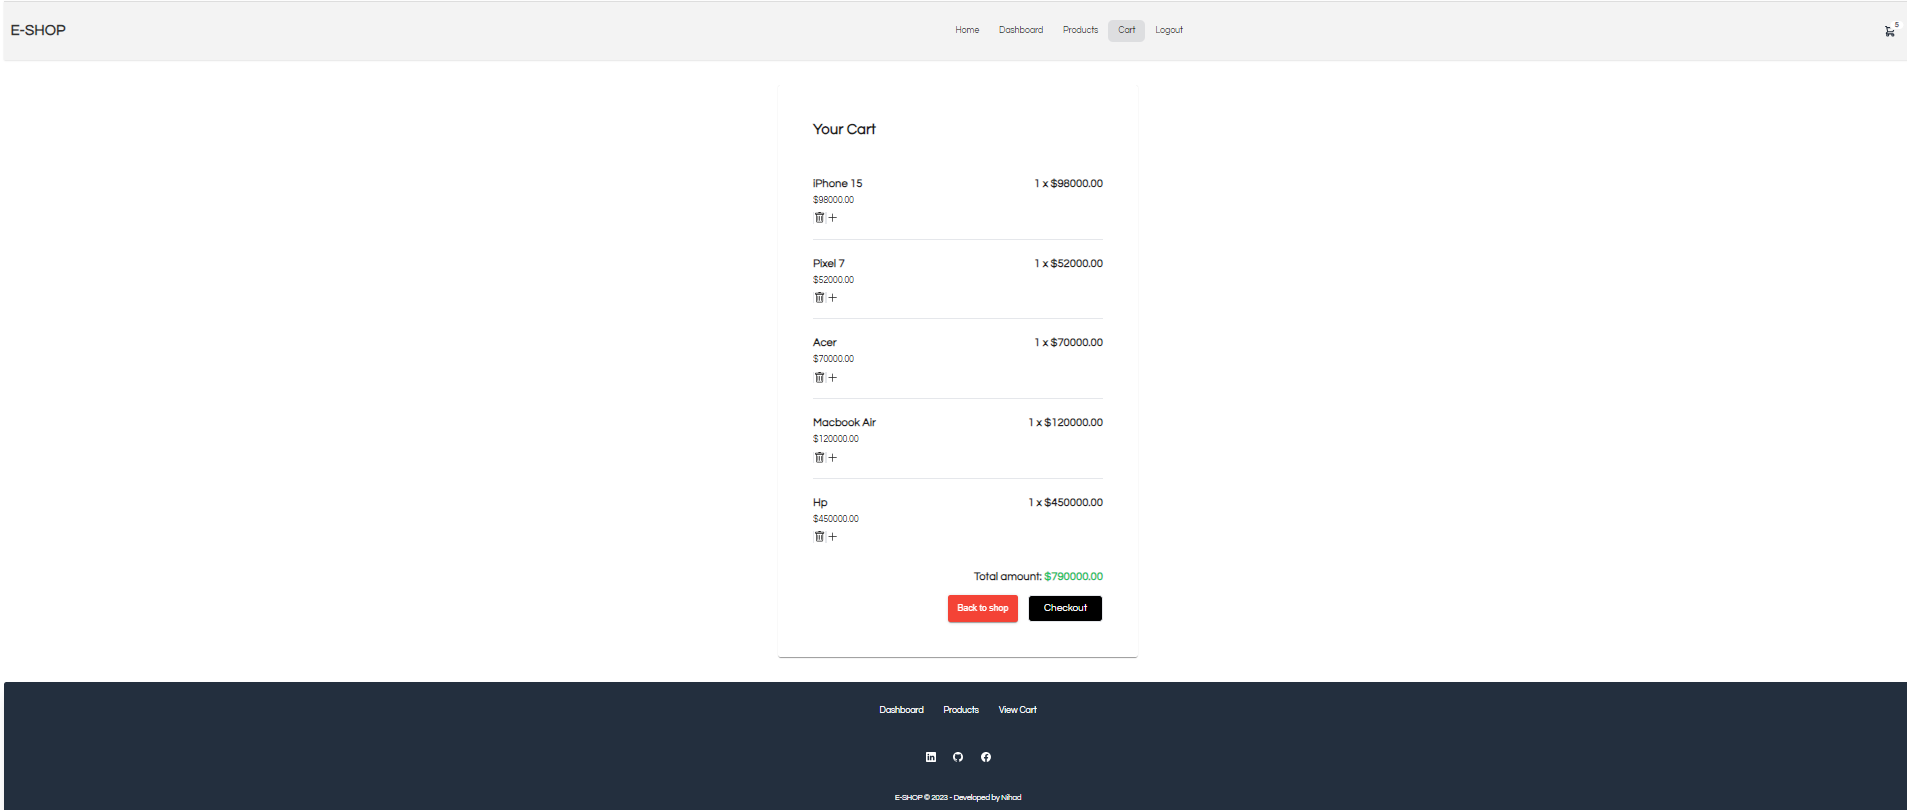 E-SHOP
Home Dashboard Products Cart Logout
5
Your Cart
iPhone 15 1 x $98000.00
$98000.00
Pixel 7 1 x $52000.00
$52000.00
Acer 1 x $70000.00
$70000.00
Macbook Air 1 x $120000.00
$120000.00
Hp 1 x $450000.00
$450000.00
Total amount: $790000.00
Back to shop Checkout
Dashboard Products View Cart
E-SHOP © 2023 - Developed by Nihad